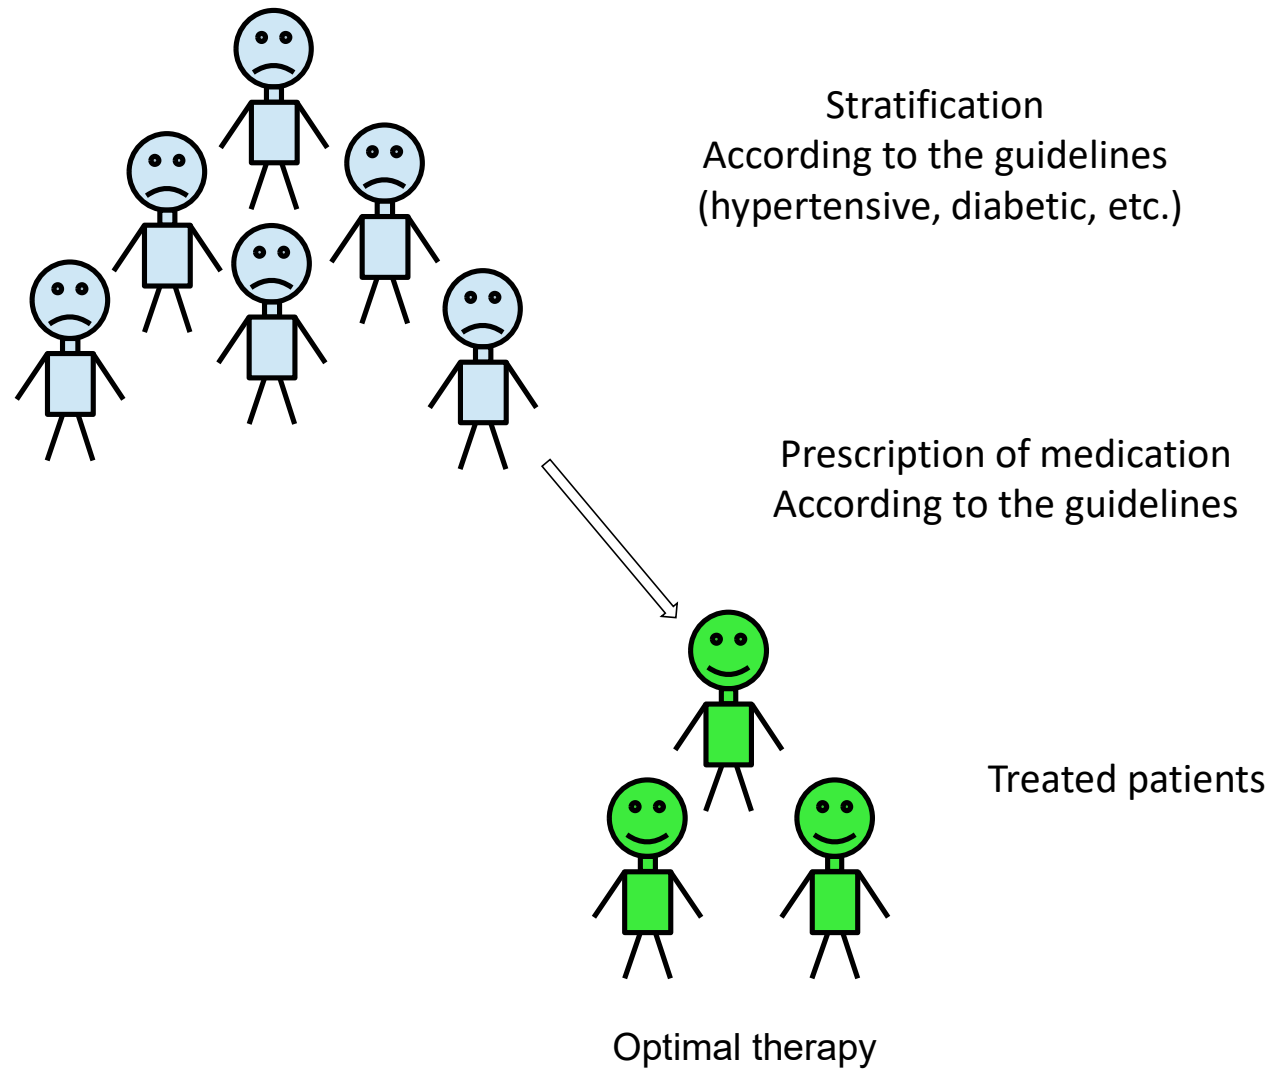 Stratification
According to the guidelines
(hypertensive, diabetic, etc.)
Prescription of medication
According to the guidelines
Treated patients
Optimal therapy